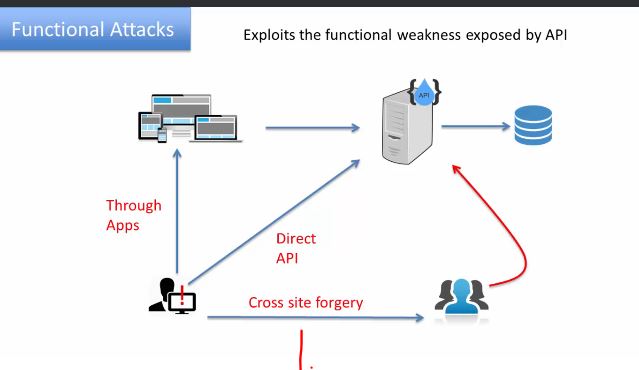 Functional Attacks
Exploits the functional weakness exposed by API
API
Through
Apps
Direct
API
Cross site forgery